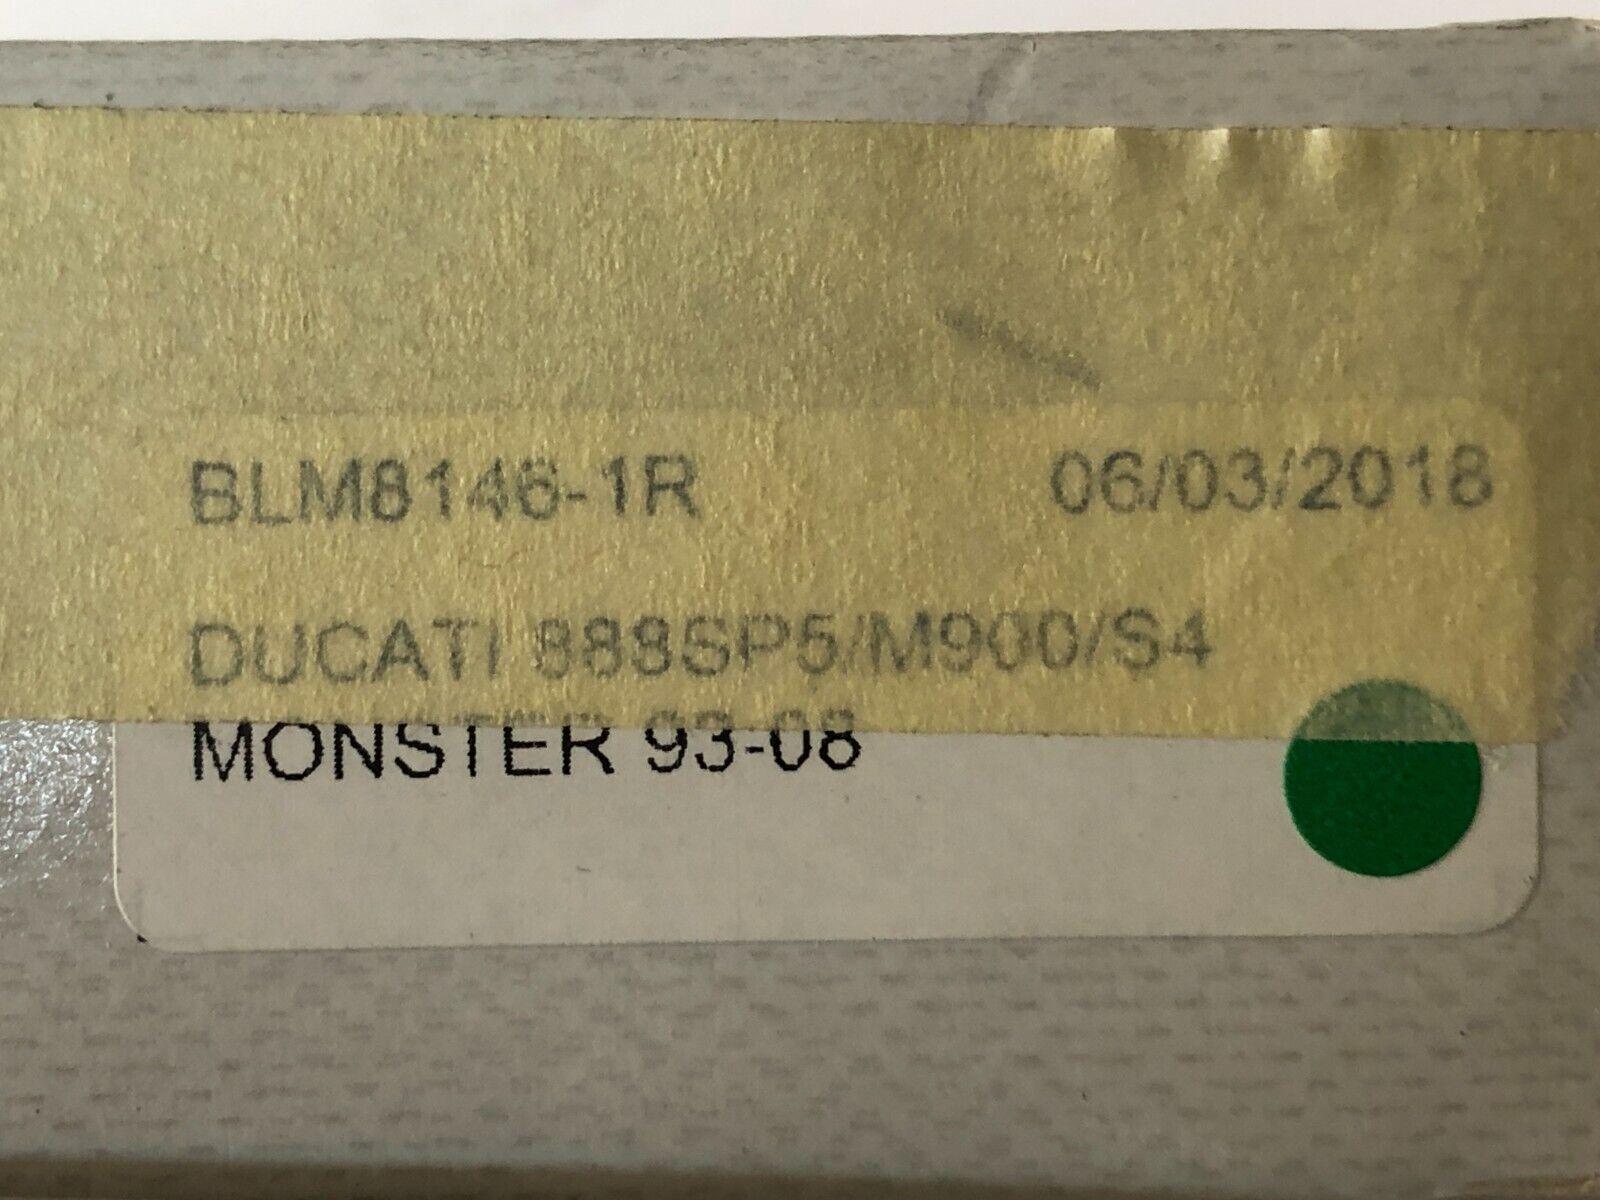 BLM8146-1R 06/03/2018
DUCATI 888SP5/M900/S4
MONSTER 93-08